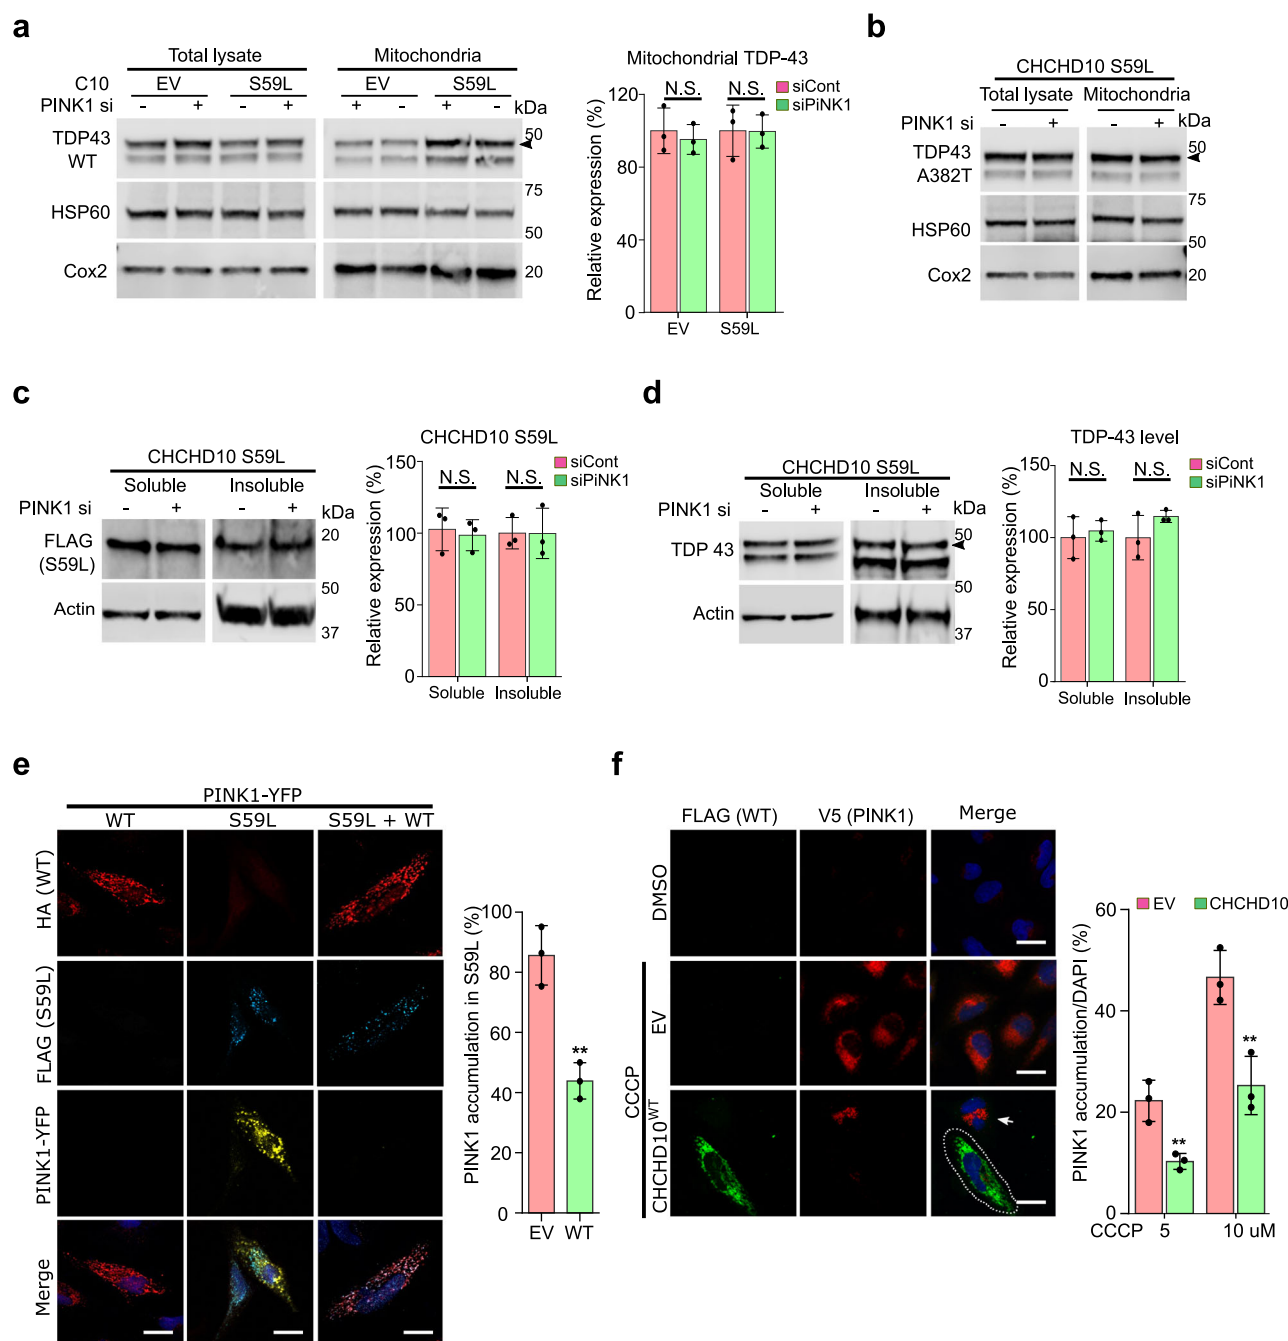 a
Total lysate
Mitochondria
C10
EV
S59L
EV
S59L
PINK1 si
-
+
-
+
+
-
+
-
kDa
TDP43
WT
50
HSP60
75
50
Cox2
20
Mitochondrial TDP-43
siCont
siPiNK1
N.S.
N.S.
Relative expression (%)
120
80
40
0
EV
S59L
b
CHCHD10 S59L
Total lysate
Mitochondria
PINK1 si
-
+
-
+
kDa
TDP43
A382T
50
75
HSP60
50
Cox2
20
25
c
CHCHD10 S59L
Soluble
Insoluble
PINK1 si
-
+
-
+
kDa
FLAG
(S59L)
20
Actin
50
37
CHCHD10 S59L
siCont
siPiNK1
N.S.
N.S.
Relative expression (%)
150
100
50
0
Soluble
Insoluble
d
CHCHD10 S59L
Soluble
Insoluble
PINK1 si
-
+
-
+
kDa
TDP 43
50
Actin
50
37
TDP-43 level
siCont
siPiNK1
N.S.
N.S.
Relative expression (%)
150
100
50
0
Soluble
Insoluble
e
PINK1-YFP
WT
S59L
S59L + WT
HA (WT)
FLAG (S59L)
PINK1-YFP
Merge
PINK1 accumulation in S59L (%)
100
80
60
40
20
0
**
EV
WT
f
FLAG (WT)
V5 (PINK1)
Merge
DMSO
CCCP
EV
CHCHD10WT
EV
CHCHD10
PINK1 accumulation/DAPI (%)
60
40
20
0
**
**
CCCP
5
10 uM